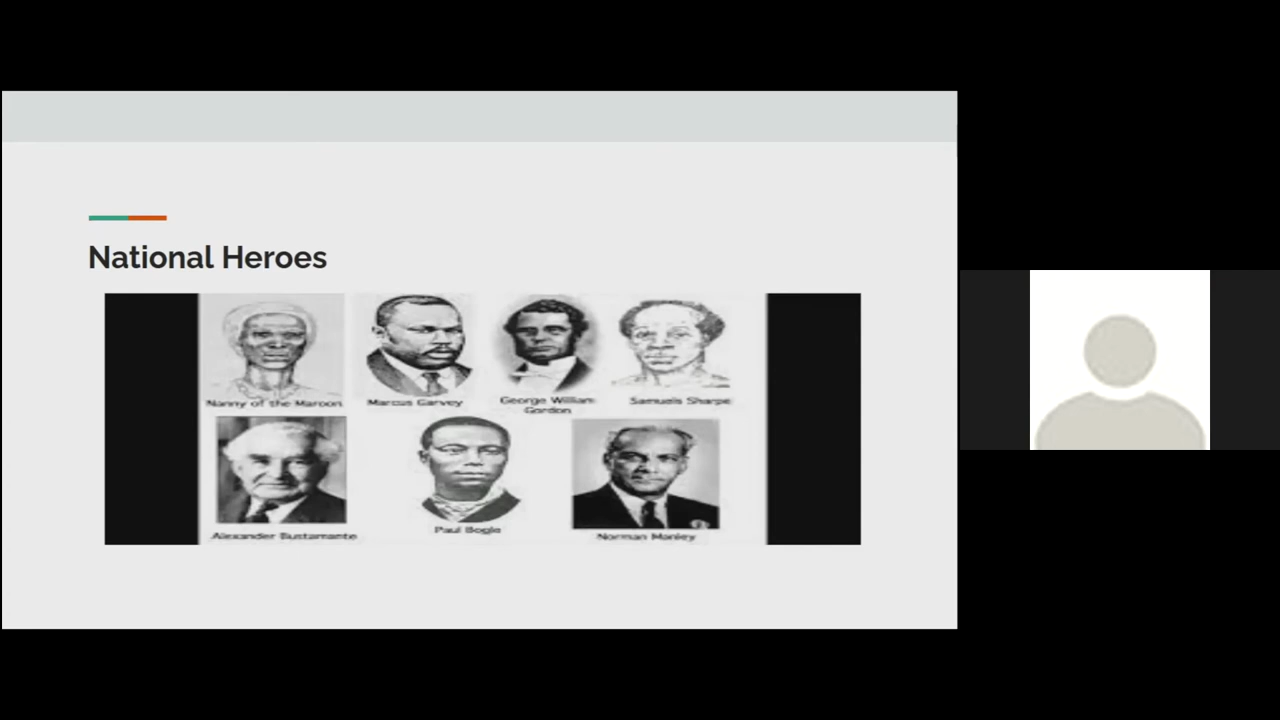 National Heroes
Nanny of the Maroon
Marcus Garvey
George William
Gordon
Samuels Sharpe
Alexander Bustamante
Paul Bogle
Norman Manley